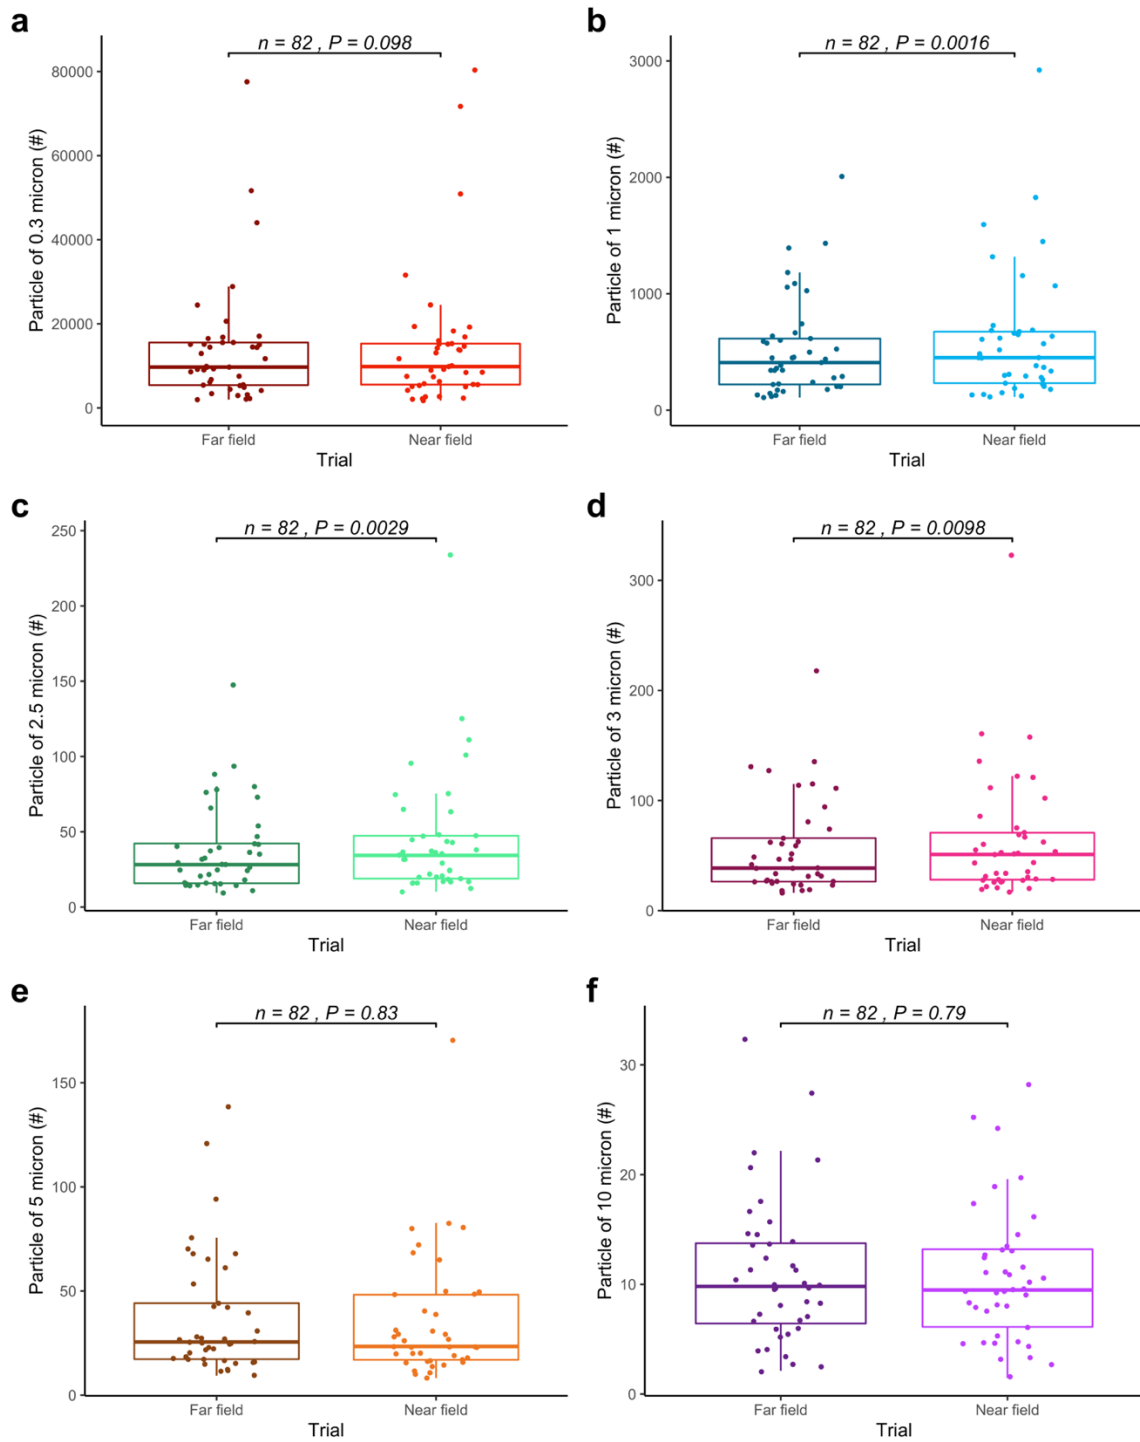 a
n = 82 , P = 0.098
Particle of 0.3 micron (#)
80000
60000
40000
20000
0
Far field
Near field
Trial
b
n = 82 , P = 0.0016
Particle of 1 micron (#)
3000
2000
1000
0
Far field
Near field
Trial
c
n = 82 , P = 0.0029
Particle of 2.5 micron (#)
250
200
150
100
50
0
Far field
Near field
Trial
d
n = 82 , P = 0.0098
Particle of 3 micron (#)
300
200
100
0
Far field
Near field
Trial
e
n = 82 , P = 0.83
Particle of 5 micron (#)
150
100
50
0
Far field
Near field
Trial
f
n = 82 , P = 0.79
Particle of 10 micron (#)
30
20
10
0
Far field
Near field
Trial